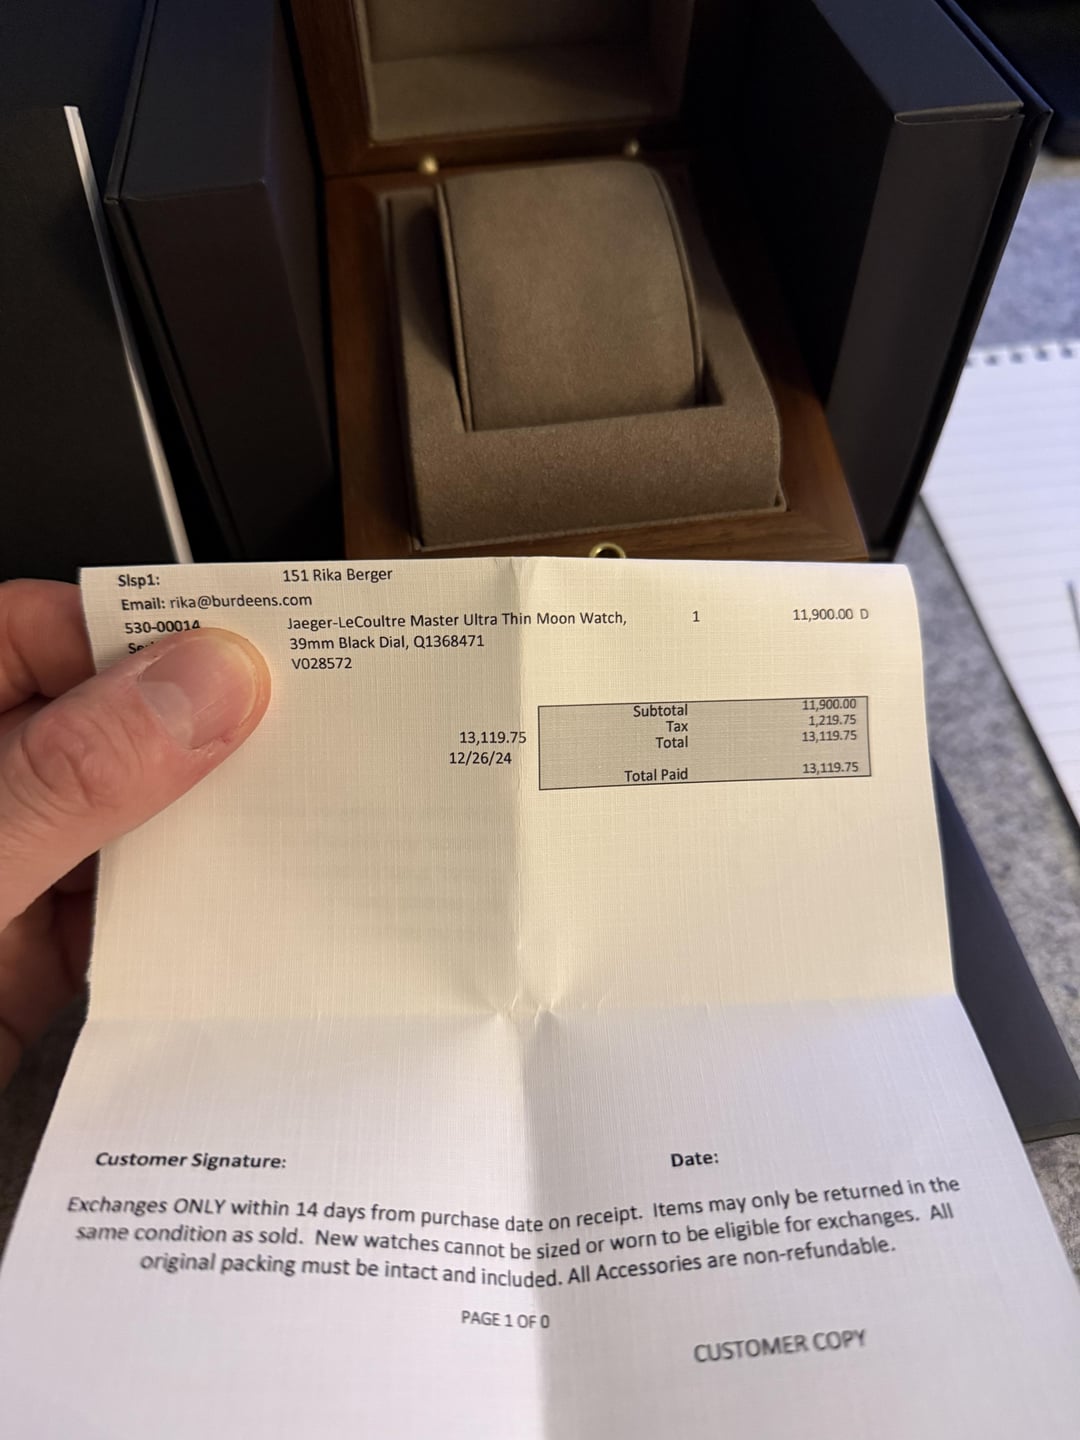 Slsp1: 151 Rika Berger
Email: rika@burdeens.com
530-00014 Jaeger-LeCoultre Master Ultra Thin Moon Watch, 1 11,900.00 D
39mm Black Dial, Q1368471
V028572
Subtotal 11,900.00
Tax 1,219.75
13,119.75 Total 13,119.75
12/26/24
Total Paid 13,119.75
Customer Signature: Date:
Exchanges ONLY within 14 days from purchase date on receipt. Items may only be returned in the
same condition as sold. New watches cannot be sized or worn to be eligible for exchanges. All
original packing must be intact and included. All Accessories are non-refundable.
PAGE 1 OF 0
CUSTOMER COPY